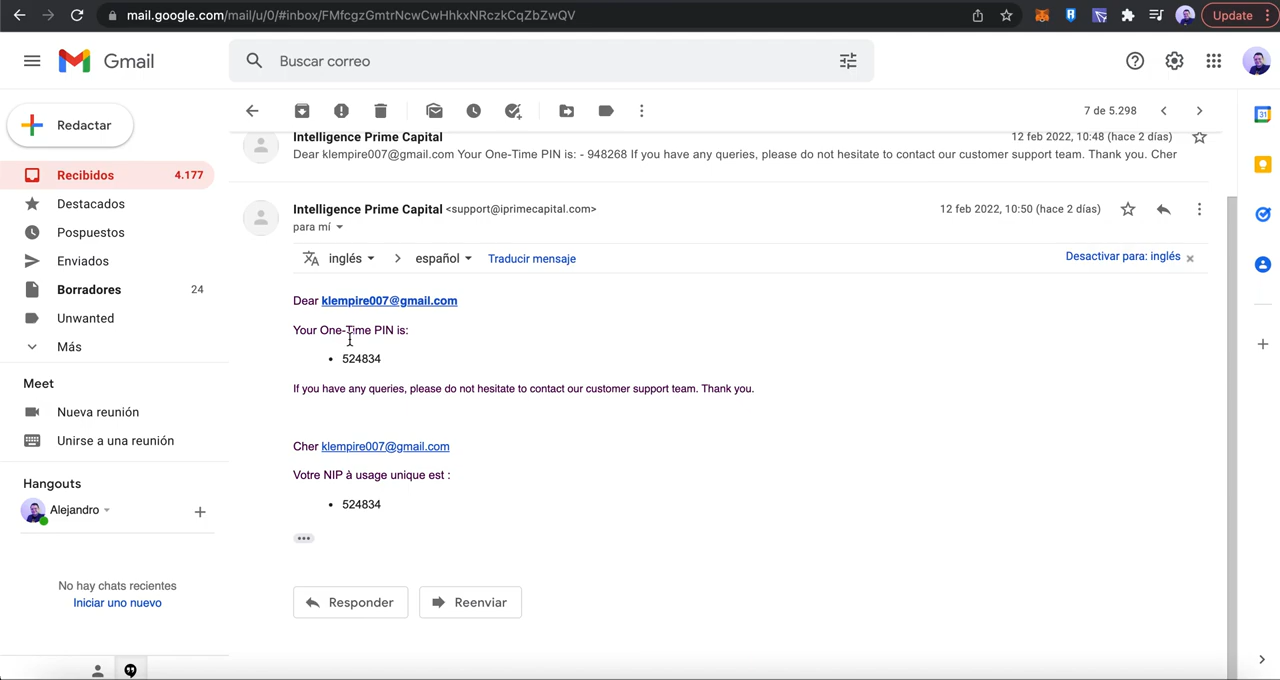 mail.google.com/mail/u/0/#inbox/FMfcgzGmtrNcwCwHhkxNRczkCqZbZwQV
Update
Gmail
Buscar correo
Redactar
7 de 5.298
Recibidos 4.177
Destacados
Pospuestos
Enviados
Borradores 24
Unwanted
Más
Meet
Nueva reunión
Unirse a una reunión
Hangouts
Alejandro
No hay chats recientes
Iniciar uno nuevo
Intelligence Prime Capital 12 feb 2022, 10:48 (hace 2 días)
Dear klempire007@gmail.com Your One-Time PIN is: - 948268 If you have any queries, please do not hesitate to contact our customer support team. Thank you. Cher
Intelligence Prime Capital <support@iprimecapital.com> 12 feb 2022, 10:50 (hace 2 días)
para mí
inglés > español Traducir mensaje Desactivar para: inglés ×
Dear klempire007@gmail.com
Your One-Time PIN is:
• 524834
If you have any queries, please do not hesitate to contact our customer support team. Thank you.
Cher klempire007@gmail.com
Votre NIP à usage unique est :
• 524834
Responder Reenviar
31